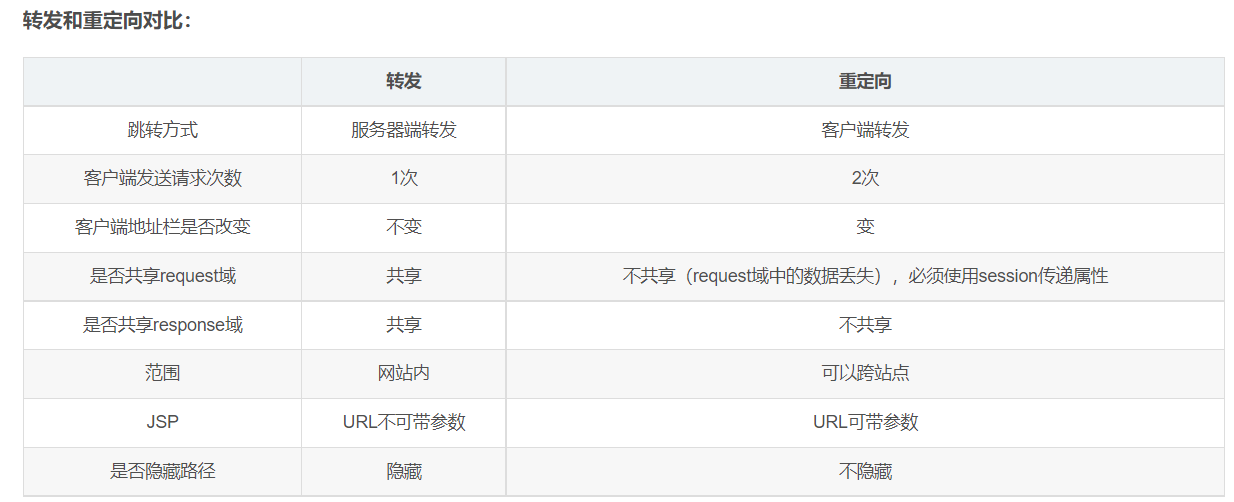 转发和重定向对比：
转发 重定向
跳转方式 服务器端转发 客户端转发
客户端发送请求次数 1次 2次
客户端地址栏是否改变 不变 变
是否共享request域 共享 不共享（request域中的数据丢失），必须使用session传递属性
是否共享response域 共享 不共享
范围 网站内 可以跨站点
JSP URL不可带参数 URL可带参数
是否隐藏路径 隐藏 不隐藏